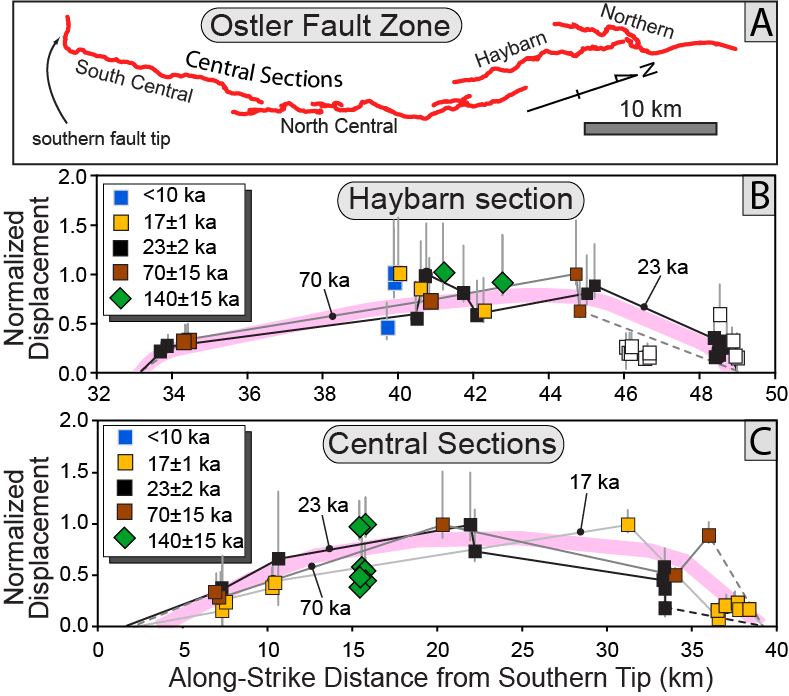 Ostler Fault Zone
A
Northern
Haybarn
Central Sections
South Central
N
10 km
southern fault tip
North Central
B
Haybarn section
2.0
1.5
1.0
0.5
0.0
Normalized
Displacement
<10 ka
17±1 ka
23±2 ka
70±15 ka
140±15 ka
70 ka
23 ka
32 34 36 38 40 42 44 46 48 50
C
Central Sections
2.0
1.5
1.0
0.5
0.0
Normalized
Displacement
<10 ka
17±1 ka
23±2 ka
70±15 ka
140±15 ka
23 ka
17 ka
70 ka
0 5 10 15 20 25 30 35 40
Along-Strike Distance from Southern Tip (km)